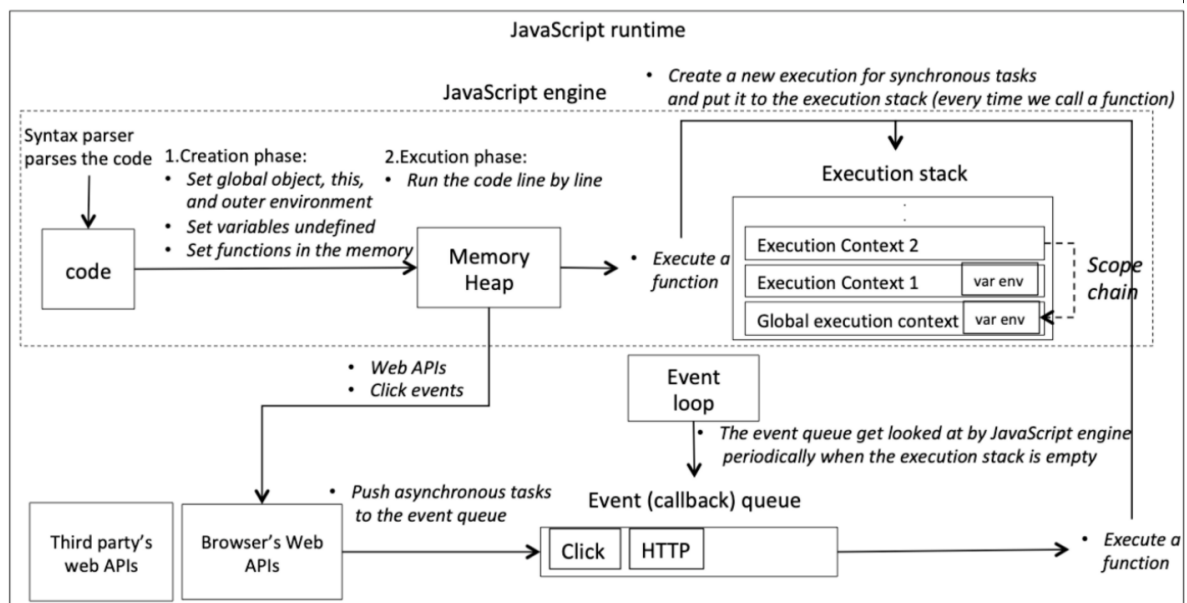 JavaScript runtime
JavaScript engine
• Create a new execution for synchronous tasks
and put it to the execution stack (every time we call a function)
Syntax parser
parses the code
1.Creation phase:
• Set global object, this,
and outer environment
• Set variables undefined
• Set functions in the memory
2.Excution phase:
• Run the code line by line
code
Memory
Heap
• Execute a
function
Execution stack
:
Execution Context 2
Execution Context 1
var env
Global execution context
var env
Scope
chain
• Web APIs
• Click events
Event
loop
• The event queue get looked at by JavaScript engine
periodically when the execution stack is empty
Third party's
web APIs
Browser's Web
APIs
• Push asynchronous tasks
to the event queue
Event (callback) queue
Click
HTTP
• Execute a
function